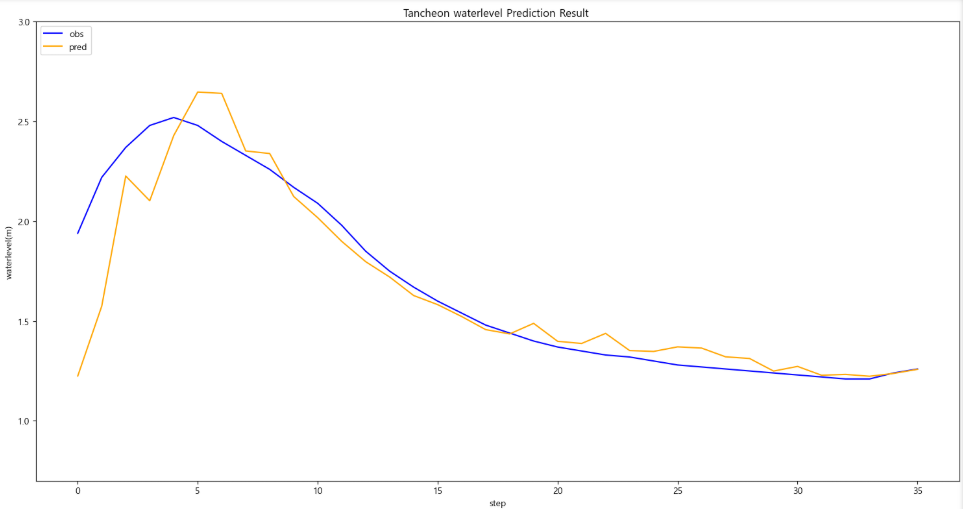 Tancheon waterlevel Prediction Result
obs
pred
3.0
2.5
2.0
1.5
1.0
waterlevel(m)
0 5 10 15 20 25 30 35
step